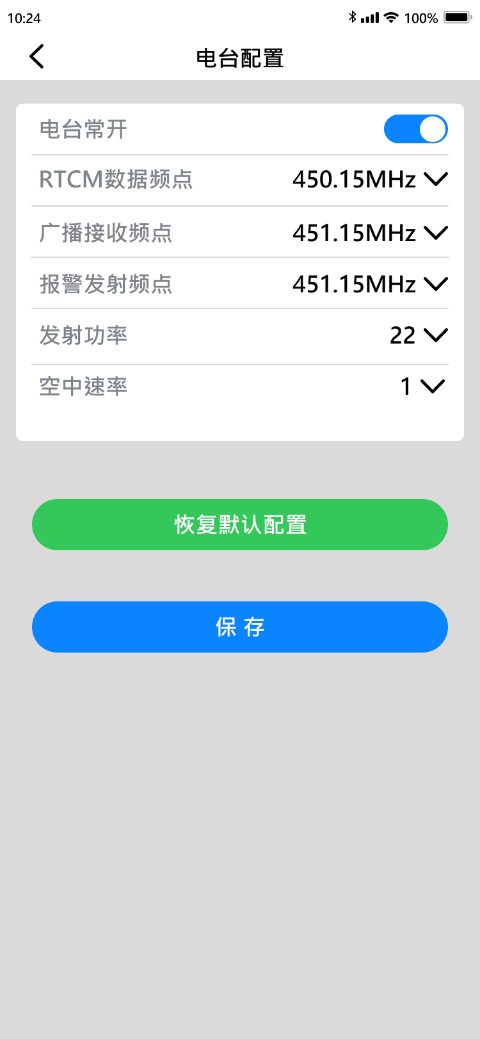 10:24 100%
电台配置
电台常开
RTCM数据频点 450.15MHz
广播接收频点 451.15MHz
报警发射频点 451.15MHz
发射功率 22
空中速率 1
恢复默认配置
保 存